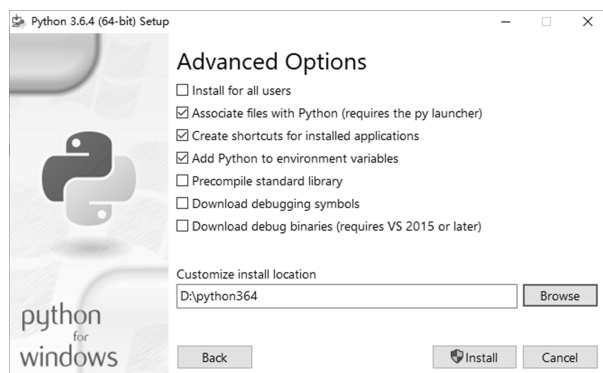 Python 3.6.4 (64-bit) Setup
Advanced Options
Install for all users
Associate files with Python (requires the py launcher)
Create shortcuts for installed applications
Add Python to environment variables
Precompile standard library
Download debugging symbols
Download debug binaries (requires VS 2015 or later)
Customize install location
D:\python364
Browse
python
for
windows
Back
Install
Cancel